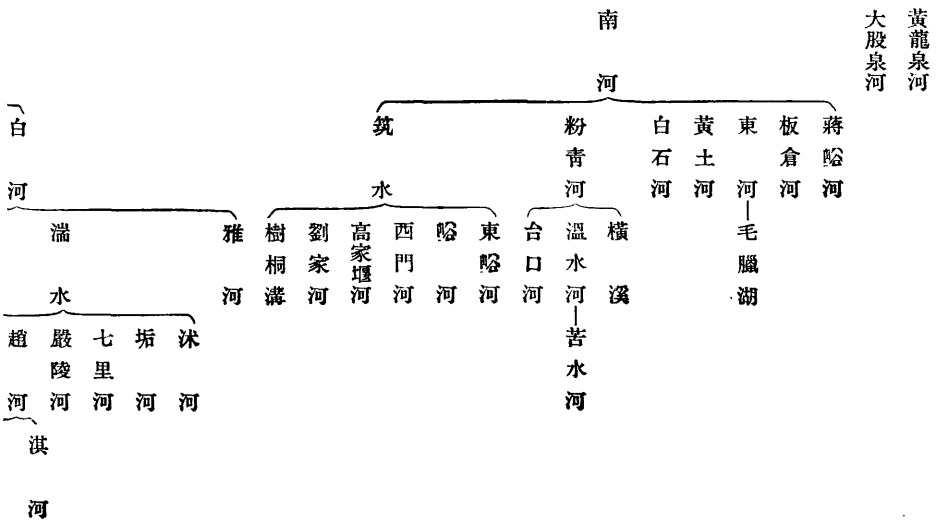 黃龍泉河
大股泉河
南河
蔣峪河
板倉河
東河
毛臘湖
黃土河
白石河
粉青河
橫溪
溫水河
苦水河
台口河
筑水
東峪河
峪河
西門河
高家堰河
劉家河
樹桐溝
白河
雅河
湍水
沭河
垢河
七里河
嚴陵河
趙河
淇河